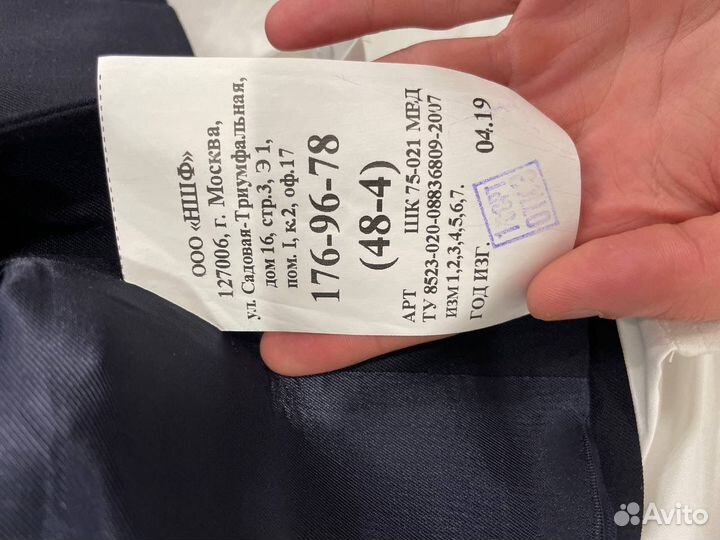 ООО «НШФ»
127006, г. Москва,
ул. Садовая-Триумфальная,
дом 16, стр.3, Э 1,
пом. I, к.2, оф.17
176-96-78
(48-4)
АРТ ШК 75-021 МВД
ТУ 8523-020-08836809-2007
ИЗМ 1,2,3,4,5,6,7.
ГОД ИЗГ. 04.19
Avito